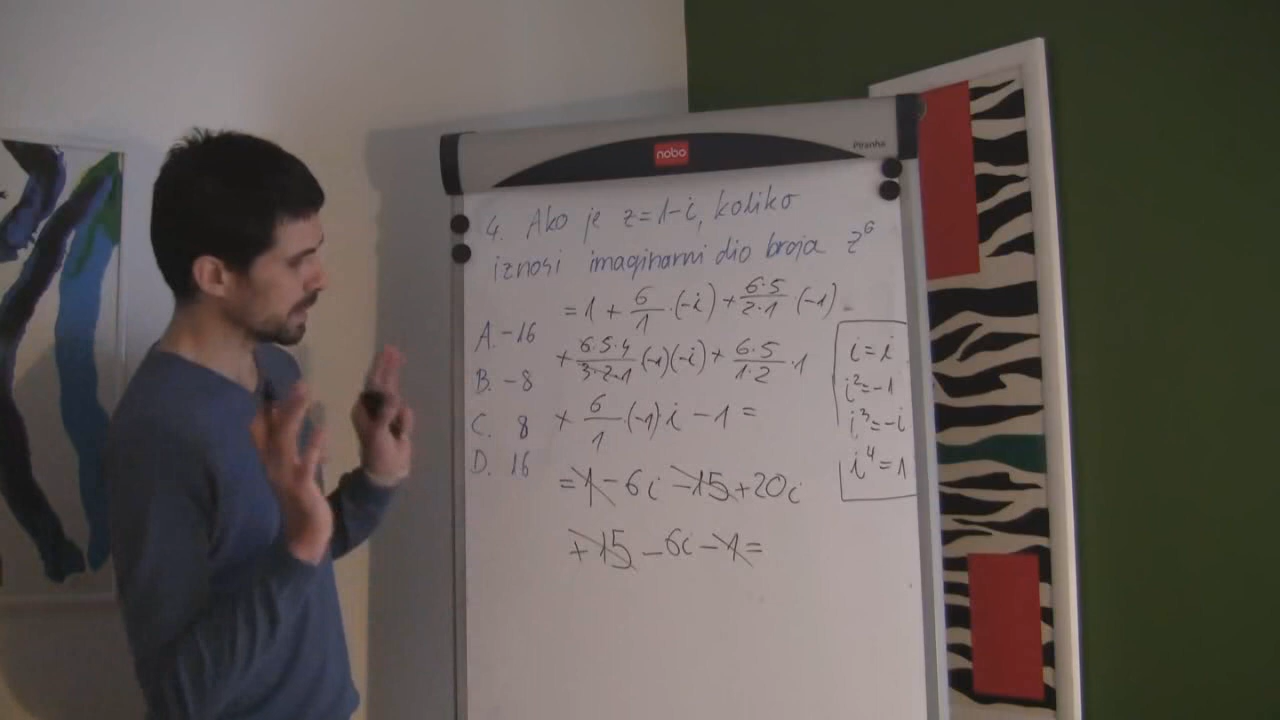 nobo
Piranha
4. Ako je z=1-i, koliko
iznosi imaginarni dio broja z⁶
A. -16
B. -8
C. 8
D. 16
= 1 + 6/1 · (-i) + 6·5/2·1 (-1)
+ 6·5·4/3·2·1 (-1)(-i) + 6·5/1·2 · 1
+ 6/1 · (-1) i - 1 =
= 1 - 6i - 15 + 20i
+ 15 - 6i - 1 =
i = i
i² = -1
i³ = -i
i⁴ = 1